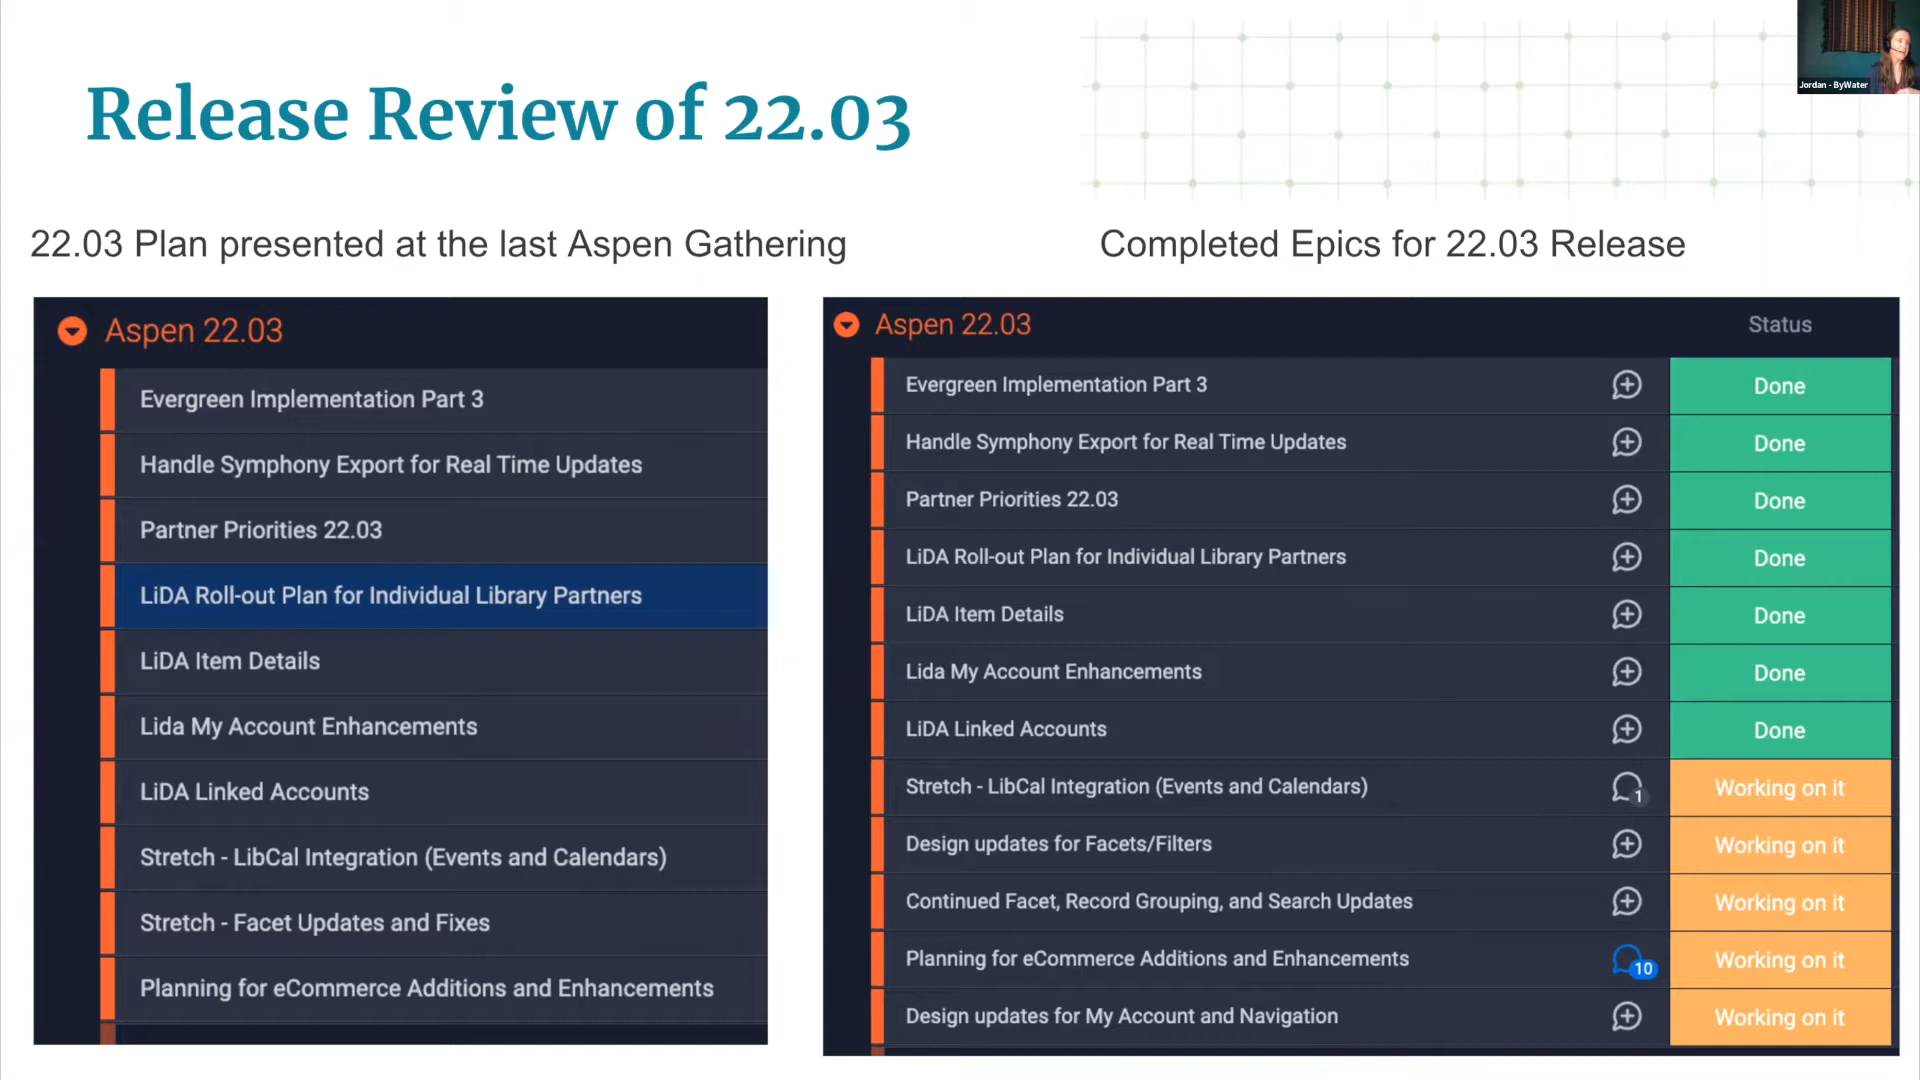 Jordan - ByWater
Release Review of 22.03
22.03 Plan presented at the last Aspen Gathering
Aspen 22.03
Evergreen Implementation Part 3
Handle Symphony Export for Real Time Updates
Partner Priorities 22.03
LiDA Roll-out Plan for Individual Library Partners
LiDA Item Details
Lida My Account Enhancements
LiDA Linked Accounts
Stretch - LibCal Integration (Events and Calendars)
Stretch - Facet Updates and Fixes
Planning for eCommerce Additions and Enhancements
Completed Epics for 22.03 Release
Aspen 22.03 Status
Evergreen Implementation Part 3 Done
Handle Symphony Export for Real Time Updates Done
Partner Priorities 22.03 Done
LiDA Roll-out Plan for Individual Library Partners Done
LiDA Item Details Done
Lida My Account Enhancements Done
LiDA Linked Accounts Done
Stretch - LibCal Integration (Events and Calendars) 1 Working on it
Design updates for Facets/Filters Working on it
Continued Facet, Record Grouping, and Search Updates Working on it
Planning for eCommerce Additions and Enhancements 10 Working on it
Design updates for My Account and Navigation Working on it